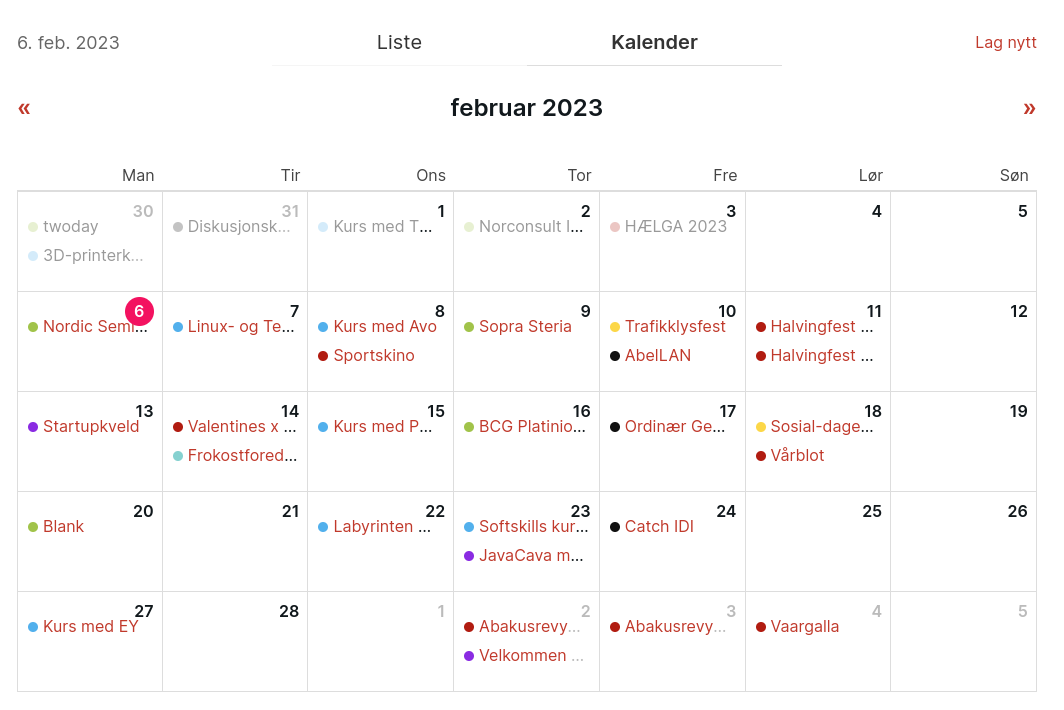 6. feb. 2023 Liste Kalender Lag nytt
« februar 2023 »
Man Tir Ons Tor Fre Lør Søn
30 31 1 2 3 4 5
twoday Diskusjonsk... Kurs med T... Norconsult I... HÆLGA 2023
3D-printerk...
6 7 8 9 10 11 12
Nordic Semi... Linux- og Te... Kurs med Avo Sopra Steria Trafikklysfest Halvingfest ...
Sportskino AbelLAN Halvingfest ...
13 14 15 16 17 18 19
Startupkveld Valentines x ... Kurs med P... BCG Platinio... Ordinær Ge... Sosial-dage...
Frokostfored... Vårblot
20 21 22 23 24 25 26
Blank Labyrinten ... Softskills kur... Catch IDI
JavaCava m...
27 28 1 2 3 4 5
Kurs med EY Abakusrevy... Abakusrevy... Vaargalla
Velkommen ...